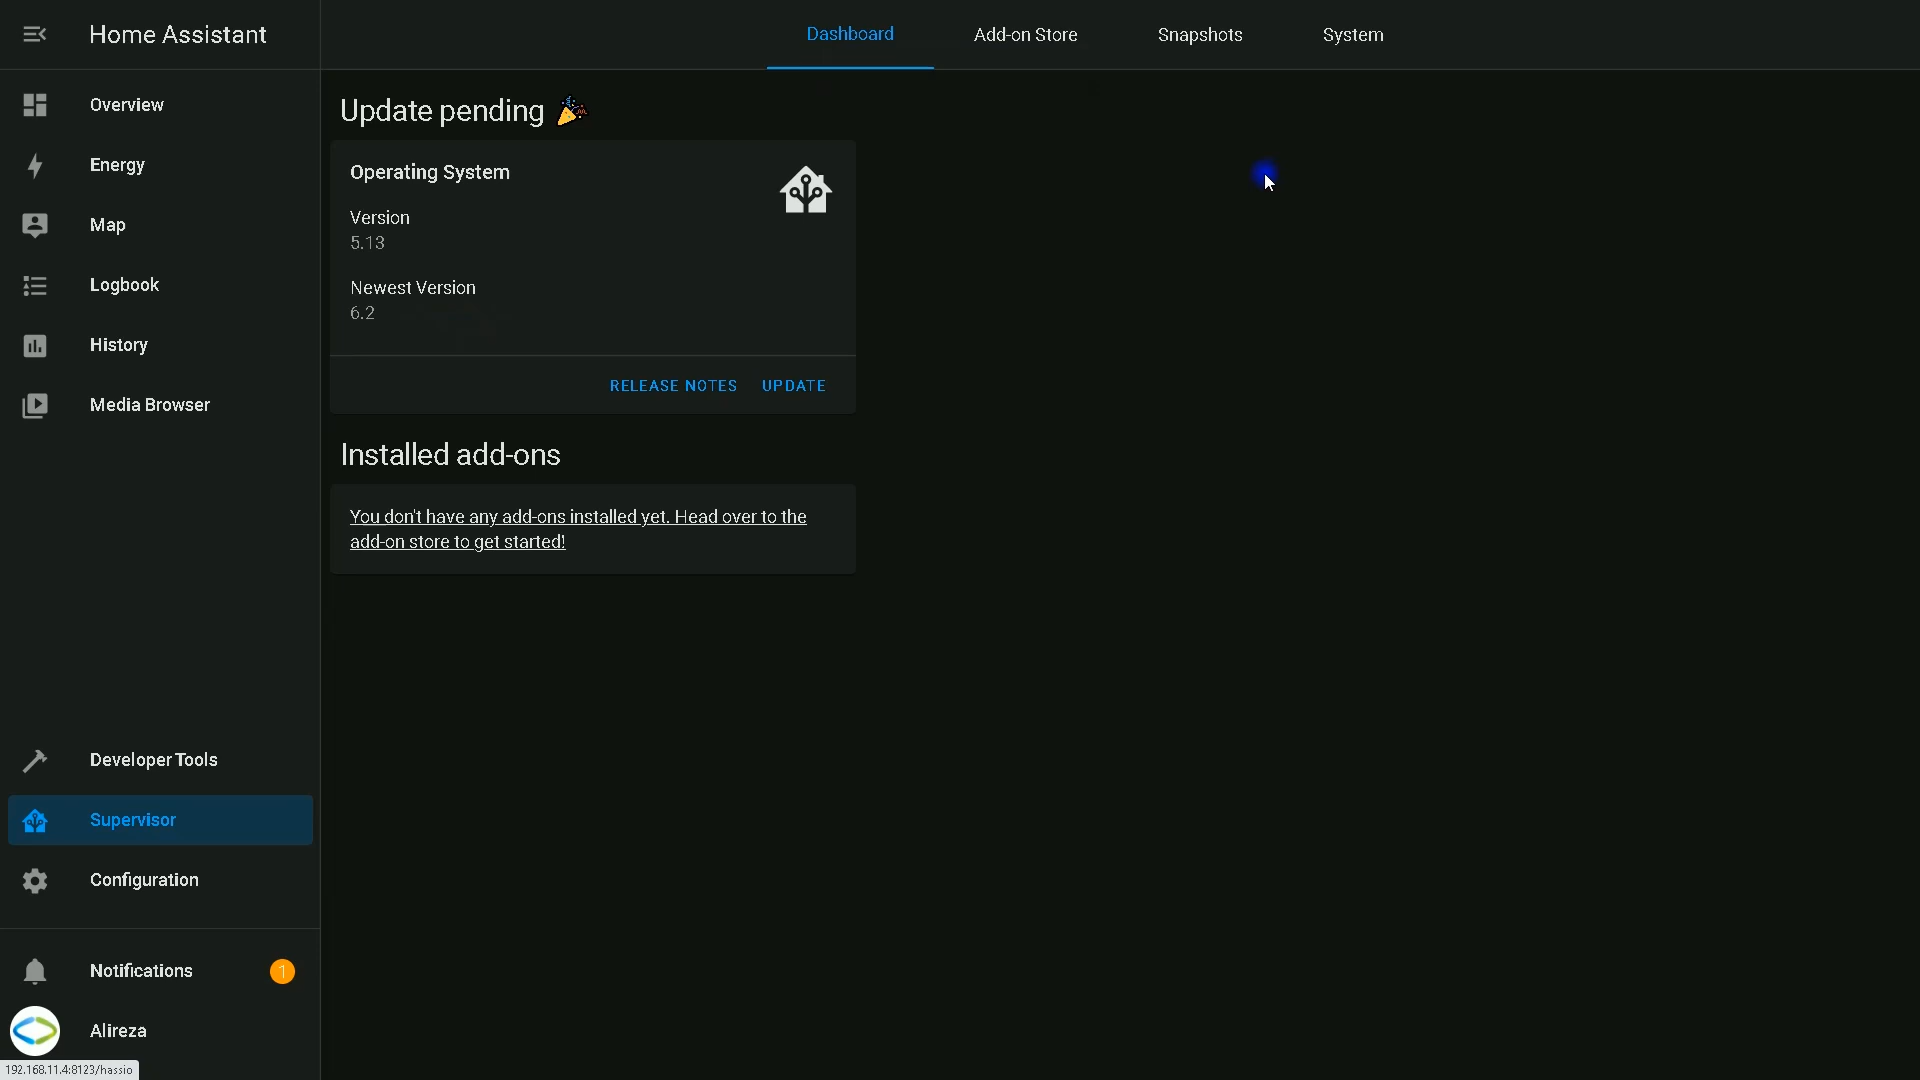 Home Assistant
Dashboard
Add-on Store
Snapshots
System
Overview
Energy
Map
Logbook
History
Media Browser
Developer Tools
Supervisor
Configuration
Notifications
1
Alireza
192.168.11.4:8123/hassio
Update pending 🎉
Operating System
Version
5.13
Newest Version
6.2
RELEASE NOTES
UPDATE
Installed add-ons
You don't have any add-ons installed yet. Head over to the
add-on store to get started!